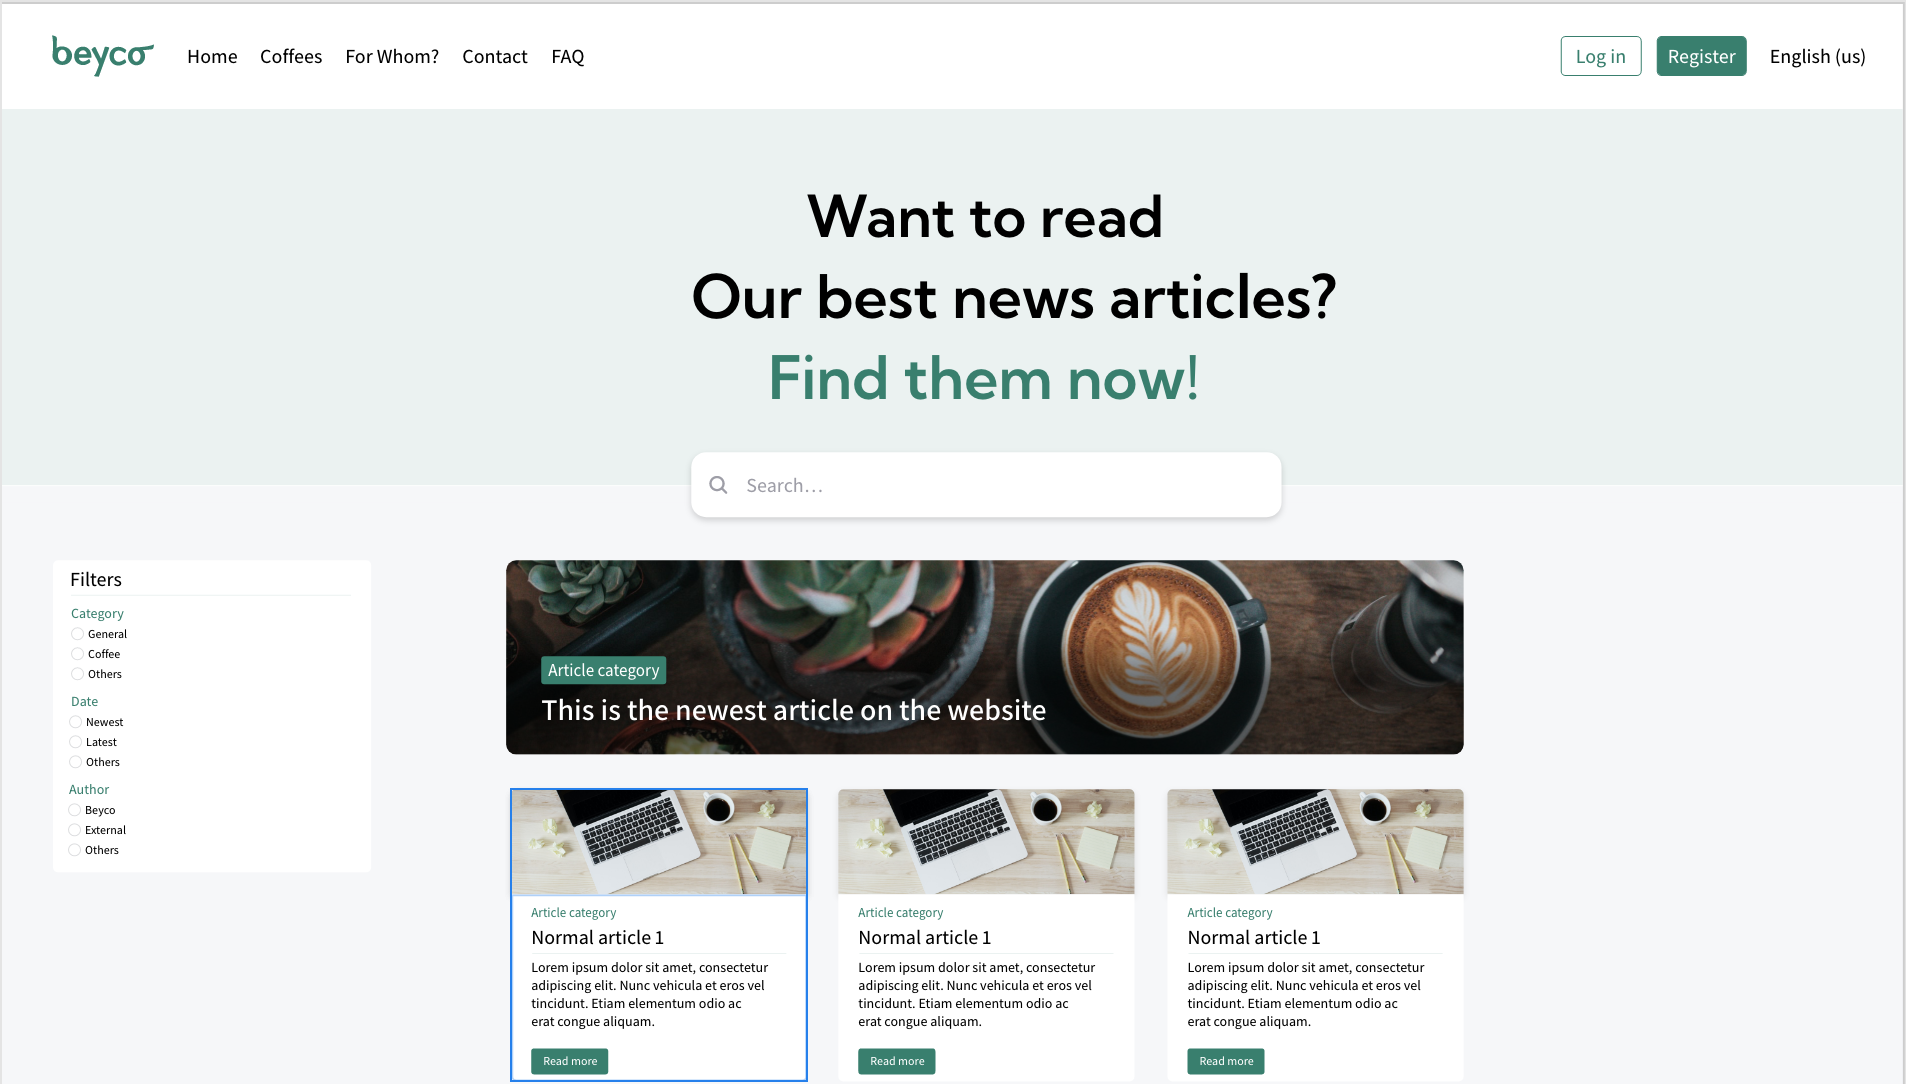 beyco Home Coffees For Whom? Contact FAQ Log in Register English (us)
Want to read
Our best news articles?
Find them now!
Search...
Filters
Category
General
Coffee
Others
Date
Newest
Latest
Others
Author
Beyco
External
Others
Article category
This is the newest article on the website
Article category
Normal article 1
Lorem ipsum dolor sit amet, consectetur
adipiscing elit. Nunc vehicula et eros vel
tincidunt. Etiam elementum odio ac
erat congue aliquam.
Read more
Article category
Normal article 1
Lorem ipsum dolor sit amet, consectetur
adipiscing elit. Nunc vehicula et eros vel
tincidunt. Etiam elementum odio ac
erat congue aliquam.
Read more
Article category
Normal article 1
Lorem ipsum dolor sit amet, consectetur
adipiscing elit. Nunc vehicula et eros vel
tincidunt. Etiam elementum odio ac
erat congue aliquam.
Read more